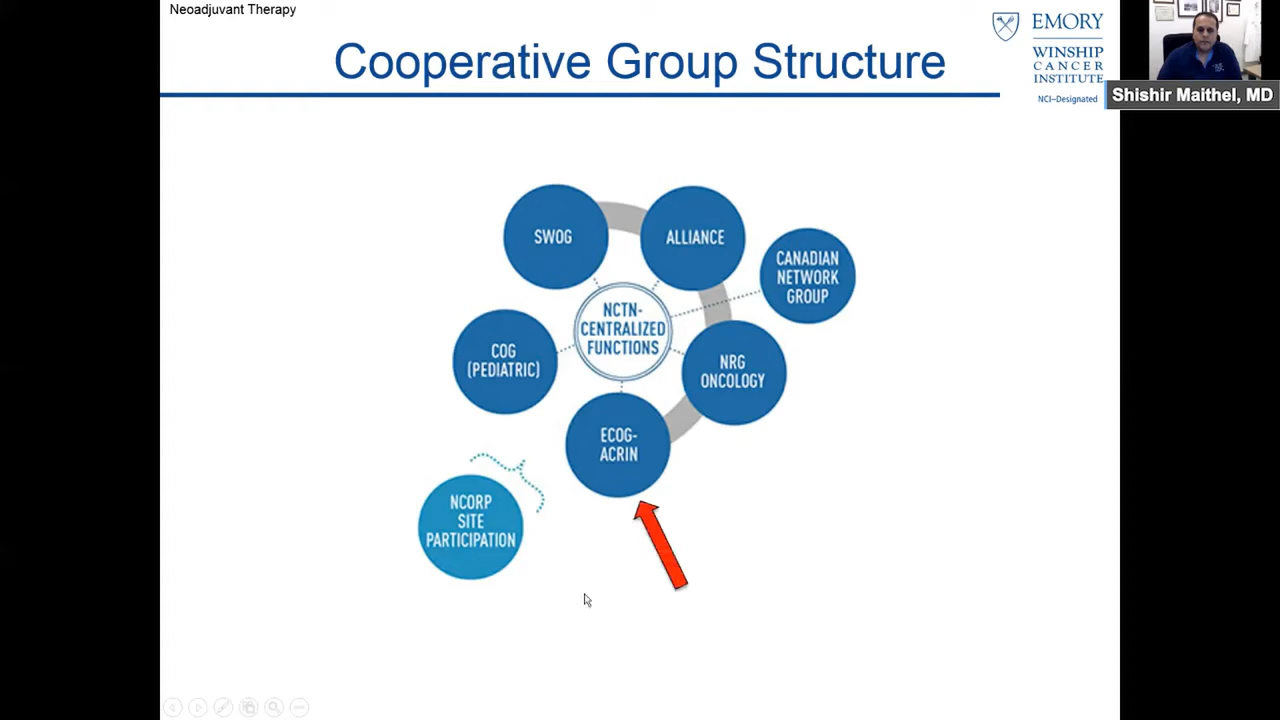 Neoadjuvant Therapy
Cooperative Group Structure
EMORY
WINSHIP
CANCER
INSTITUTE
NCI–Designated
Shishir Maithel, MD
SWOG
ALLIANCE
CANADIAN
NETWORK
GROUP
NCTN-
CENTRALIZED
FUNCTIONS
COG
(PEDIATRIC)
NRG
ONCOLOGY
ECOG-
ACRIN
NCORP
SITE
PARTICIPATION